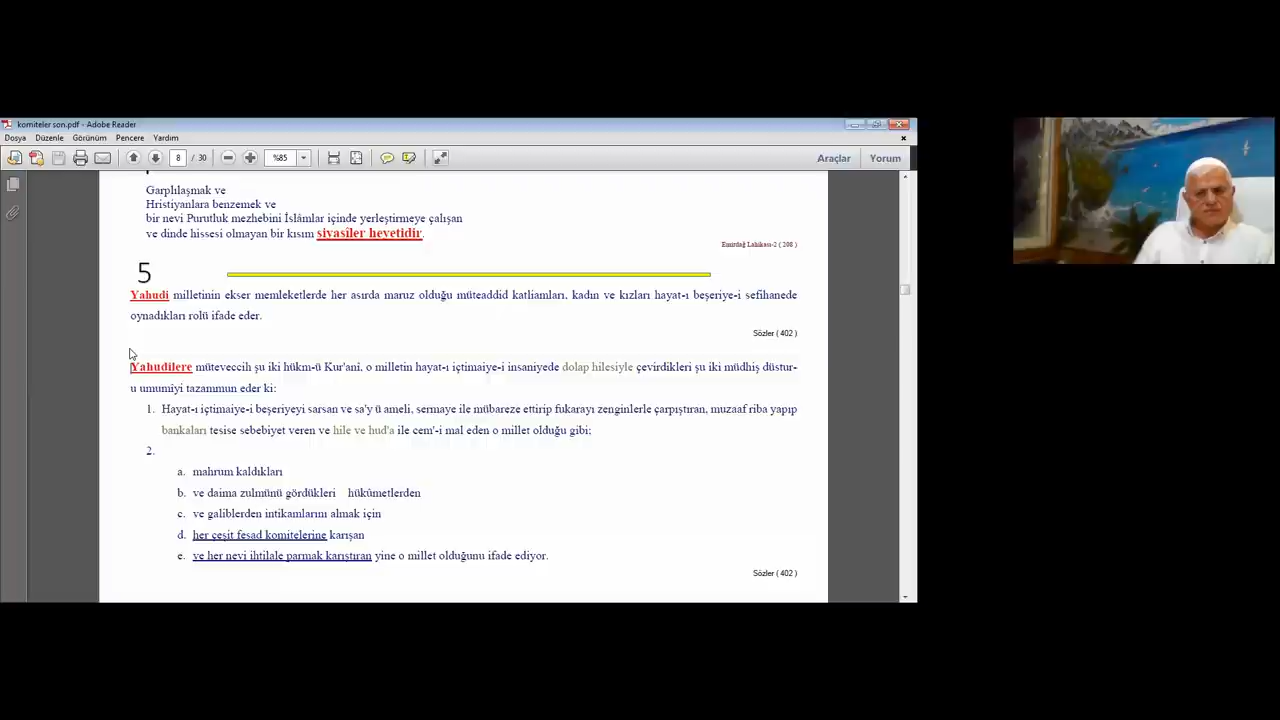 komiteler son.pdf - Adobe Reader
Dosya Düzenle Görünüm Pencere Yardım
8 / 30 %85 Araçlar Yorum
Garplılaşmak ve
Hristiyanlara benzemek ve
bir nevi Purutluk mezhebini İslâmlar içinde yerleştirmeye çalışan
ve dinde hissesi olmayan bir kısım siyasîler heyetidir.
Emirdağ Lahikası-2 ( 208 )
5
Yahudi milletinin ekser memleketlerde her asırda maruz olduğu müteaddid katliamları, kadın ve kızları hayat-ı beşeriye-i sefihanede
oynadıkları rolü ifade eder.
Sözler ( 402 )
Yahudilere müteveccih şu iki hükm-ü Kur'anî, o milletin hayat-ı içtimaiye-i insaniyede dolap hilesiyle çevirdikleri şu iki müdhiş düstur-
u umumîyi tazammun eder ki:
1. Hayat-ı içtimaiye-i beşeriyeyi sarsan ve sa'y ü ameli, sermaye ile mübareze ettirip fukarayı zenginlerle çarpıştıran, muzaaf riba yapıp
bankaları tesise sebebiyet veren ve hile ve hud'a ile cem'-i mal eden o millet olduğu gibi;
2.
a. mahrum kaldıkları
b. ve daima zulmünü gördükleri hükûmetlerden
c. ve galiblerden intikamlarını almak için
d. her çeşit fesad komitelerine karışan
e. ve her nevi ihtilale parmak karıştıran yine o millet olduğunu ifade ediyor.
Sözler ( 402 )